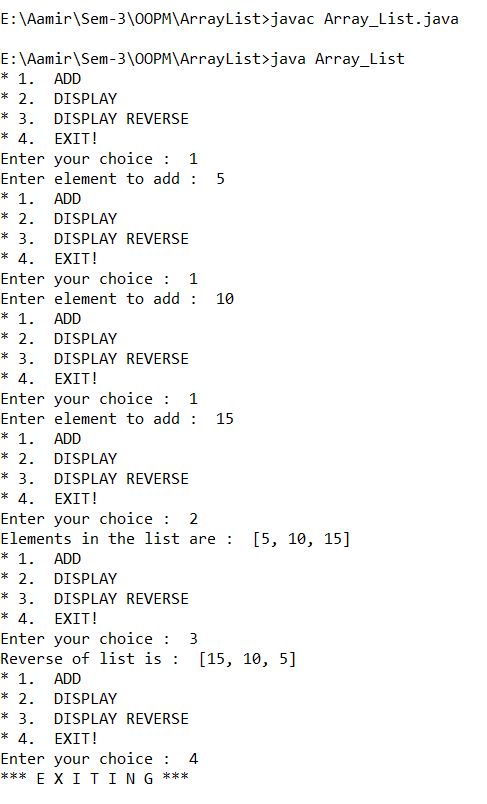 E:\Aamir\Sem-3\OOPM\ArrayList>javac Array_List.java
E:\Aamir\Sem-3\OOPM\ArrayList>java Array_List
* 1.  ADD
* 2.  DISPLAY
* 3.  DISPLAY REVERSE
* 4.  EXIT!
Enter your choice :  1
Enter element to add :  5
* 1.  ADD
* 2.  DISPLAY
* 3.  DISPLAY REVERSE
* 4.  EXIT!
Enter your choice :  1
Enter element to add :  10
* 1.  ADD
* 2.  DISPLAY
* 3.  DISPLAY REVERSE
* 4.  EXIT!
Enter your choice :  1
Enter element to add :  15
* 1.  ADD
* 2.  DISPLAY
* 3.  DISPLAY REVERSE
* 4.  EXIT!
Enter your choice :  2
Elements in the list are :  [5, 10, 15]
* 1.  ADD
* 2.  DISPLAY
* 3.  DISPLAY REVERSE
* 4.  EXIT!
Enter your choice :  3
Reverse of list is :  [15, 10, 5]
* 1.  ADD
* 2.  DISPLAY
* 3.  DISPLAY REVERSE
* 4.  EXIT!
Enter your choice :  4
*** E X I T I N G ***